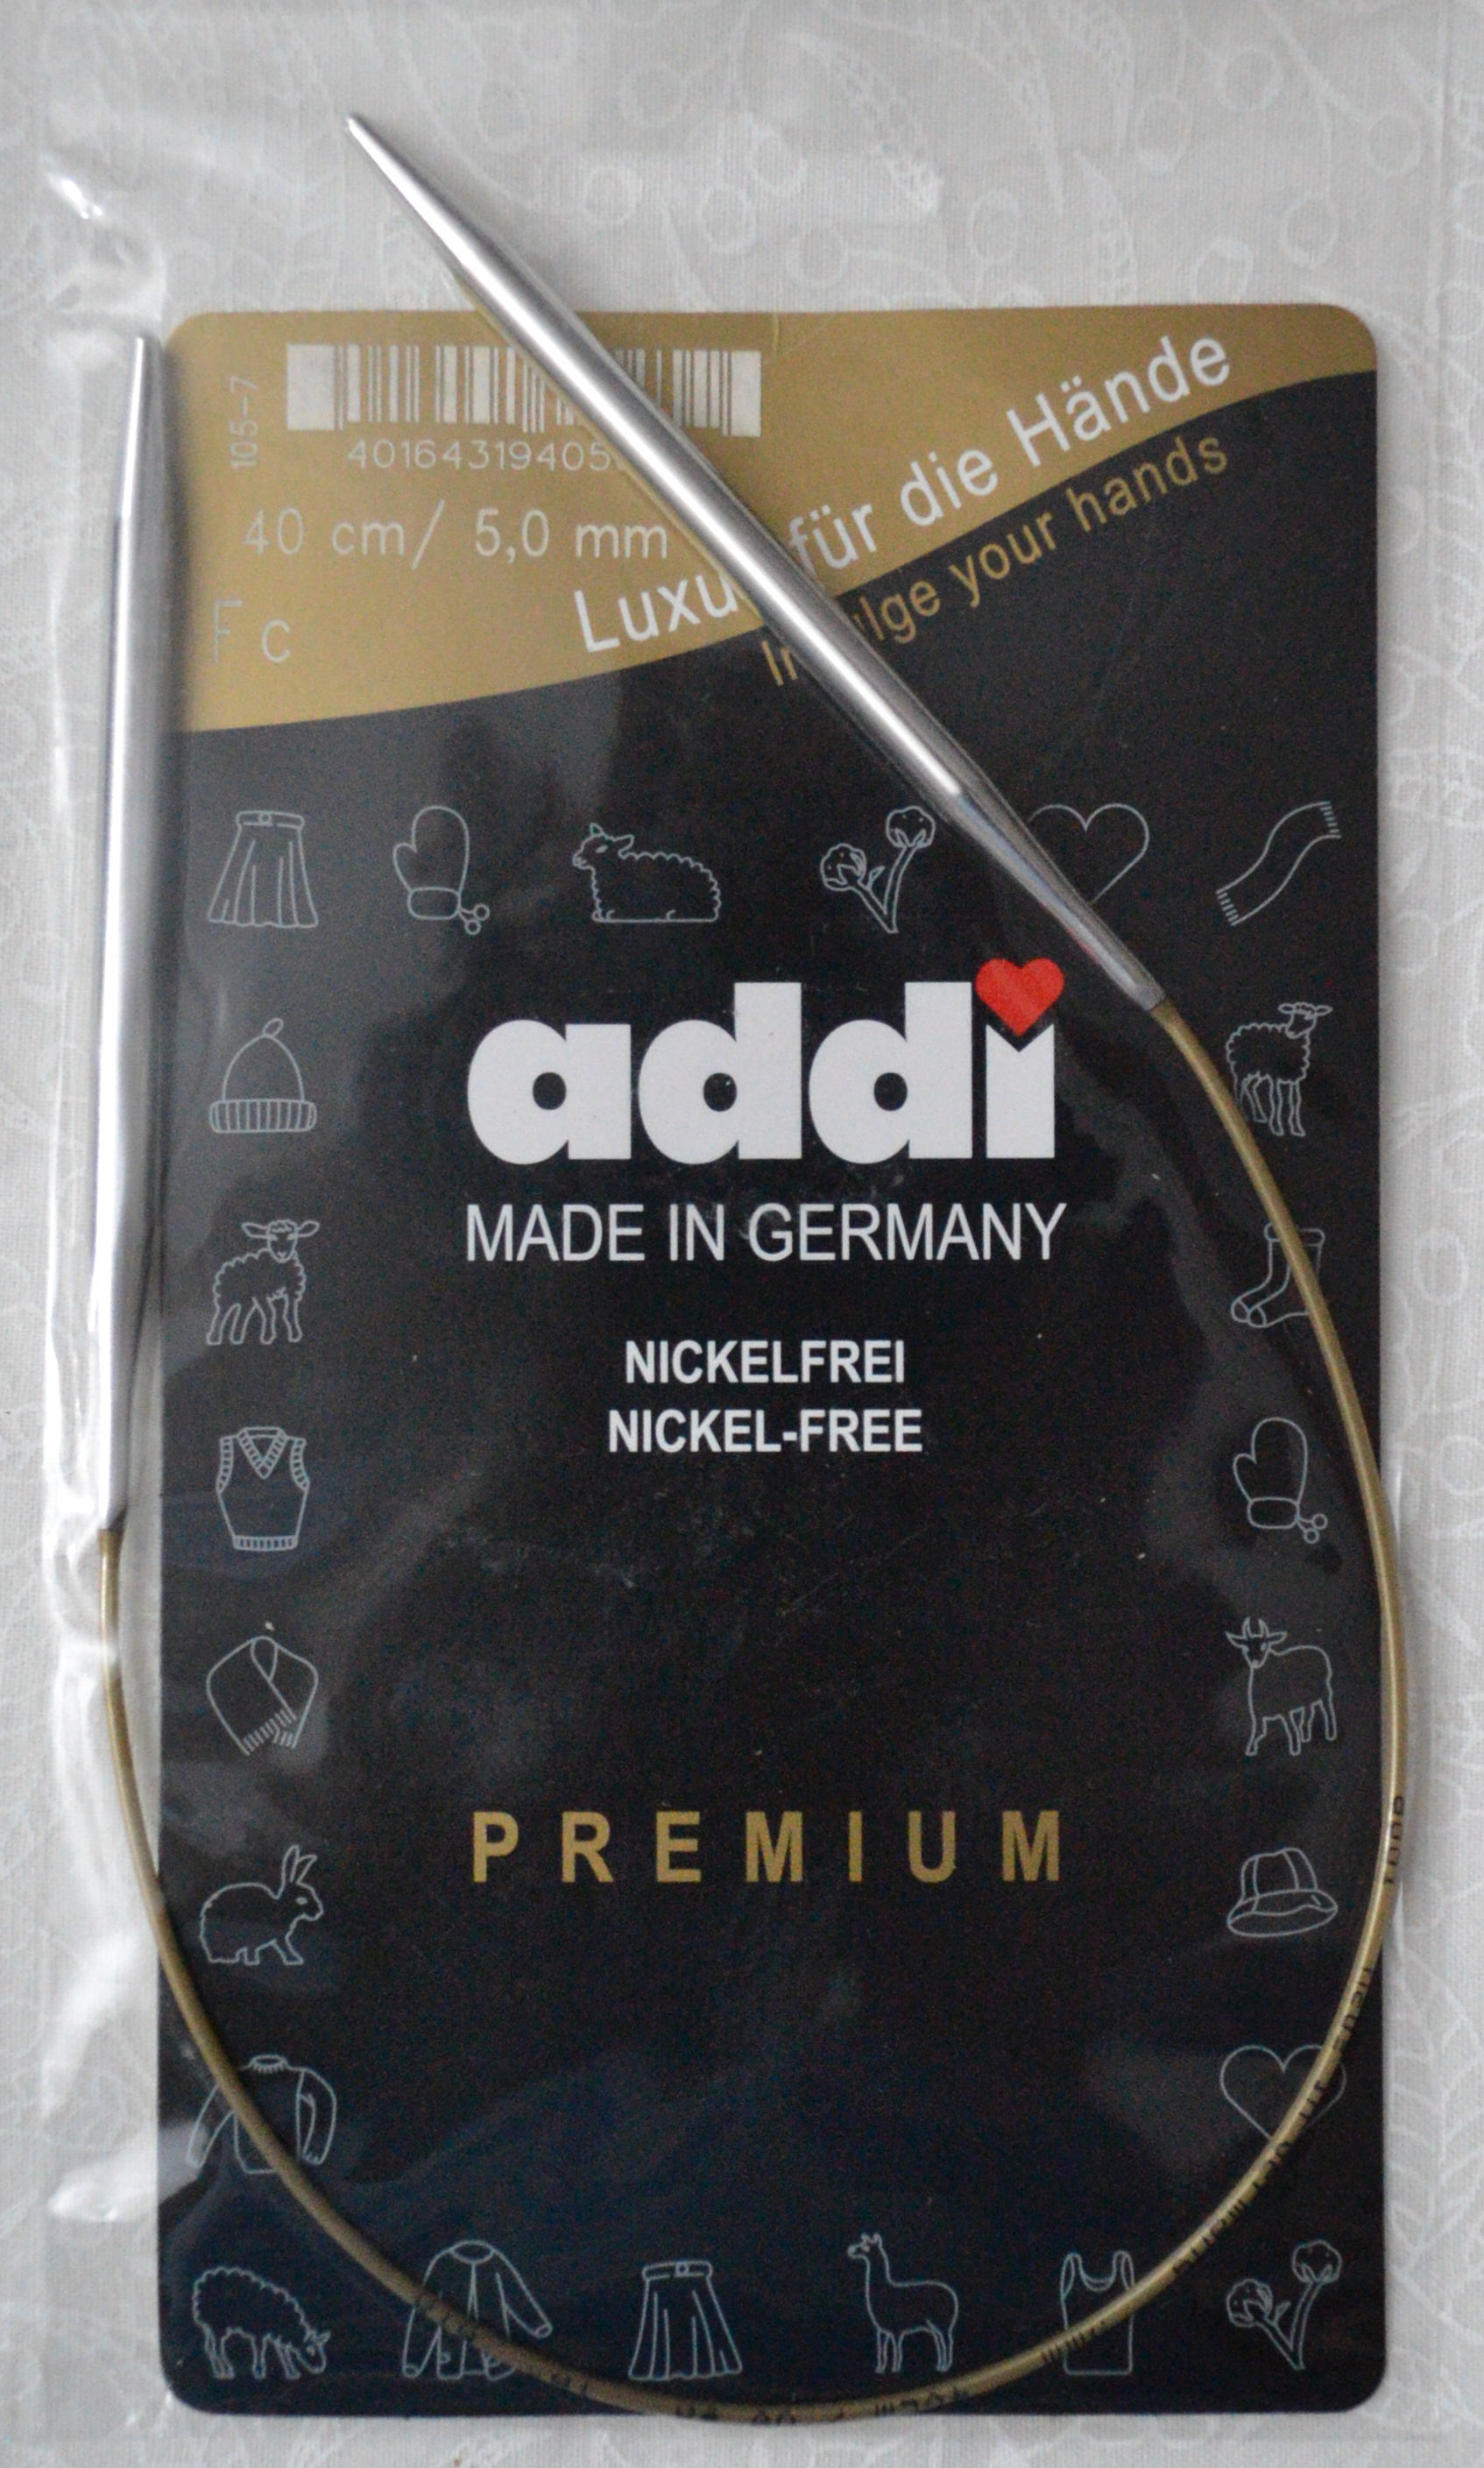 105-7
40 cm/ 5,0 mm
F c
für die Hände
your hands
addi
MADE IN GERMANY
NICKELFREI
NICKEL-FREE
PREMIUM